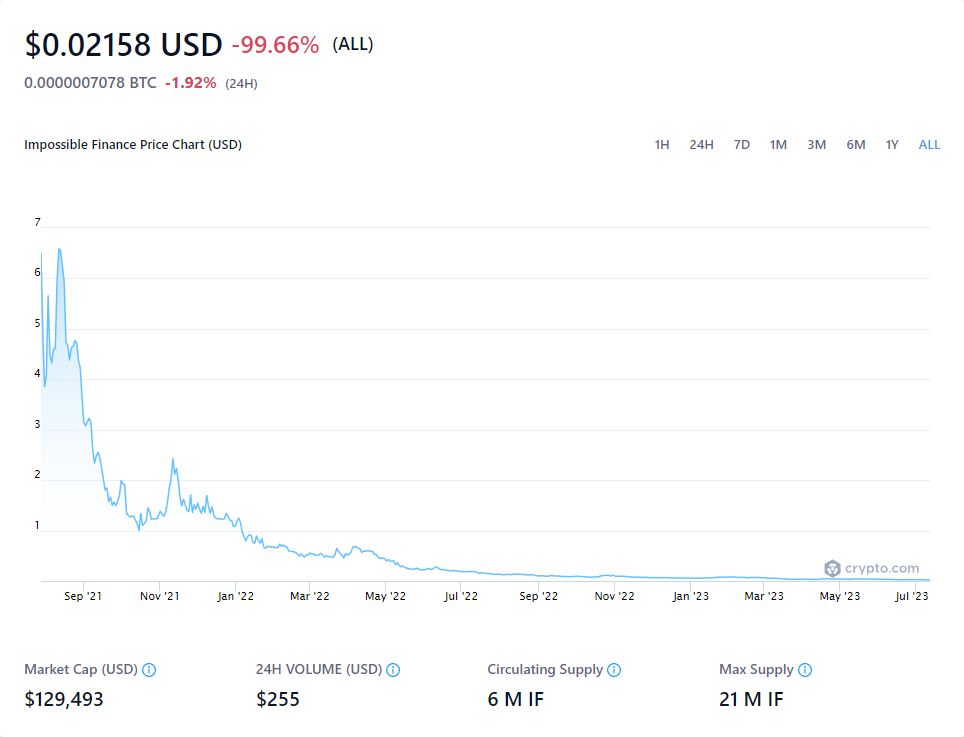 $0.02158 USD -99.66% (ALL)
0.0000007078 BTC -1.92% (24H)
Impossible Finance Price Chart (USD) 1H 24H 7D 1M 3M 6M 1Y ALL
7
6
5
4
3
2
1
crypto.com
Sep '21 Nov '21 Jan '22 Mar '22 May '22 Jul '22 Sep '22 Nov '22 Jan '23 Mar '23 May '23 Jul '23
Market Cap (USD) 24H VOLUME (USD) Circulating Supply Max Supply
$129,493 $255 6 M IF 21 M IF